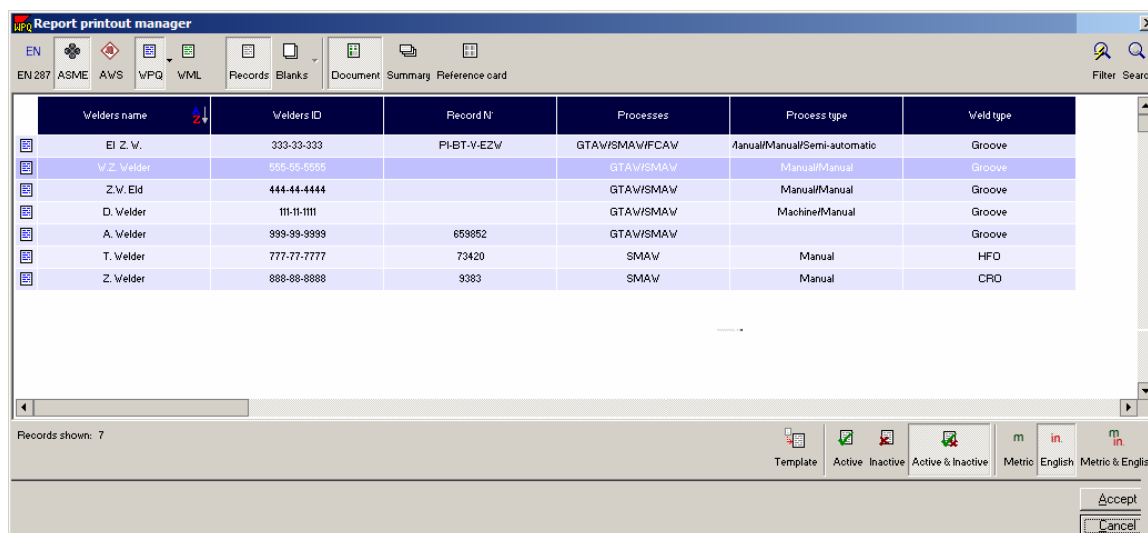 WPQ Report printout manager
EN
EN 287 ASME AWS WPQ WML Records Blanks Document Summary Reference card Filter Searc
Welders name A Z Welders ID Record N° Processes Process type Weld type
El Z. W. 333-33-333 PI-BT-V-EZW GTAW/SMAW/FCAW Manual/Manual/Semi-automatic Groove
W.Z. Welder 555-55-5555 GTAW/SMAW Manual/Manual Groove
Z.W. Eld 444-44-4444 GTAW/SMAW Manual/Manual Groove
D. Welder 111-11-1111 GTAW/SMAW Machine/Manual Groove
A. Welder 999-99-9999 659852 GTAW/SMAW Groove
T. Welder 777-77-7777 73420 SMAW Manual HFO
Z. Welder 888-88-8888 9383 SMAW Manual CRO
Records shown: 7
m in. m in.
Template Active Inactive Active & Inactive Metric English Metric & Englis
Accept
Cancel